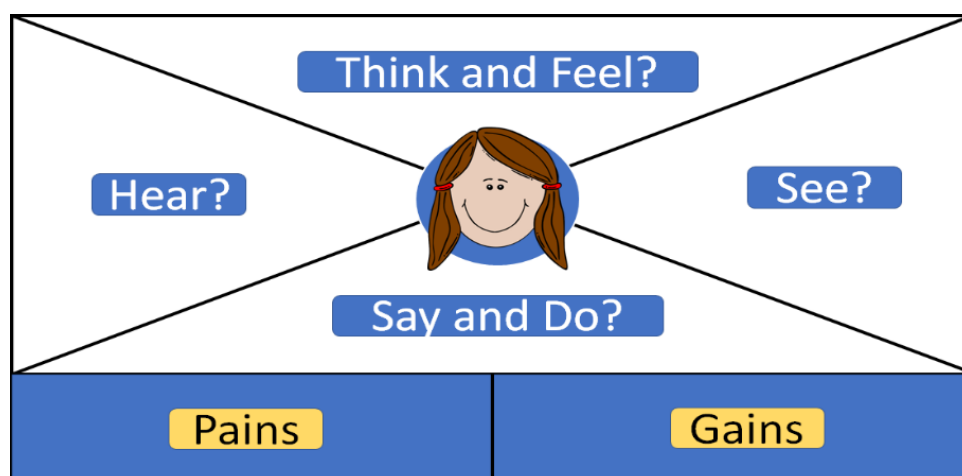 Think and Feel?
Hear?
See?
Say and Do?
Pains
Gains